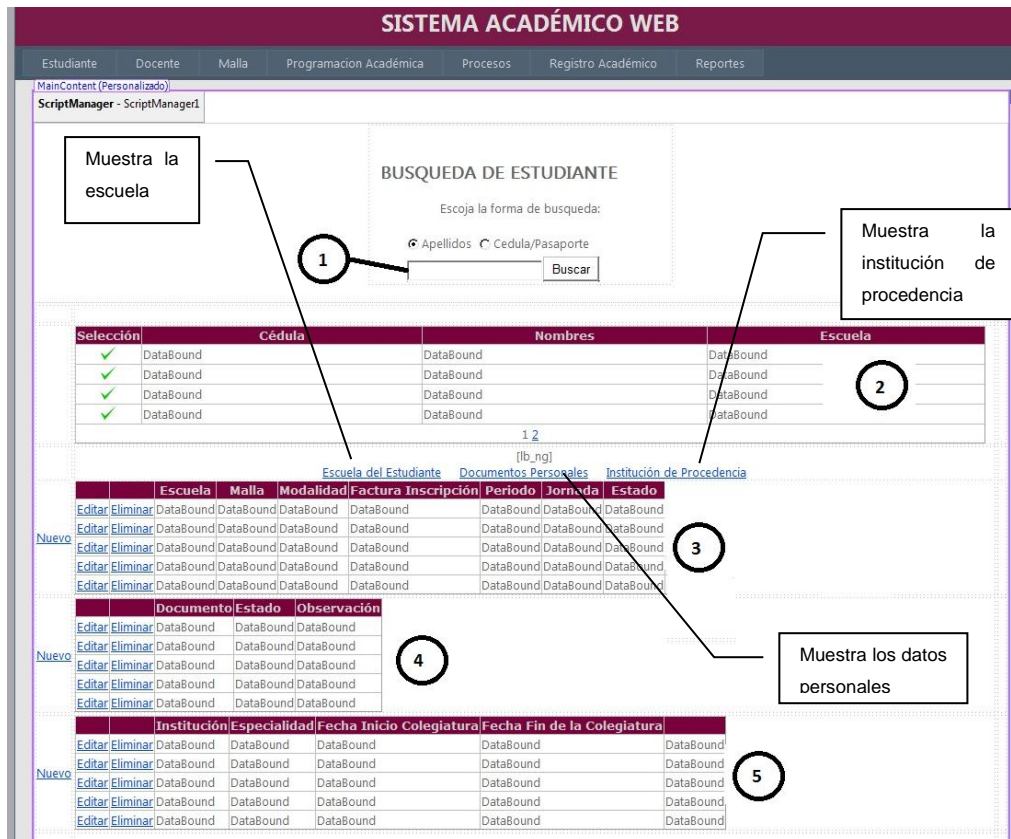 SISTEMA ACADÉMICO WEB
Estudiante Docente Malla Programacion Académica Procesos Registro Académico Reportes
MainContent (Personalizado)
ScriptManager - ScriptManager1
Muestra la
escuela
BUSQUEDA DE ESTUDIANTE
Escoja la forma de busqueda:
Apellidos Cedula/Pasaporte
1
Buscar
Muestra la
institución de
procedencia
Selección Cédula Nombres Escuela
DataBound DataBound DataBound
DataBound DataBound DataBound
DataBound DataBound DataBound
DataBound DataBound DataBound
2
1 2
[lb_ng]
Escuela del Estudiante Documentos Personales Institución de Procedencia
Escuela Malla Modalidad Factura Inscripción Periodo Jornada Estado
Editar Eliminar DataBound DataBound DataBound DataBound DataBound DataBound DataBound
Editar Eliminar DataBound DataBound DataBound DataBound DataBound DataBound DataBound
Nuevo Editar Eliminar DataBound DataBound DataBound DataBound DataBound DataBound DataBound
Editar Eliminar DataBound DataBound DataBound DataBound DataBound DataBound DataBound
Editar Eliminar DataBound DataBound DataBound DataBound DataBound DataBound DataBound
3
Documento Estado Observación
Editar Eliminar DataBound DataBound DataBound
Editar Eliminar DataBound DataBound DataBound
Nuevo Editar Eliminar DataBound DataBound DataBound
Editar Eliminar DataBound DataBound DataBound
Editar Eliminar DataBound DataBound DataBound
4
Muestra los datos
personales
Institución Especialidad Fecha Inicio Colegiatura Fecha Fin de la Colegiatura
Editar Eliminar DataBound DataBound DataBound DataBound DataBound
Editar Eliminar DataBound DataBound DataBound DataBound DataBound
Nuevo Editar Eliminar DataBound DataBound DataBound DataBound DataBound
Editar Eliminar DataBound DataBound DataBound DataBound DataBound
Editar Eliminar DataBound DataBound DataBound DataBound DataBound
5